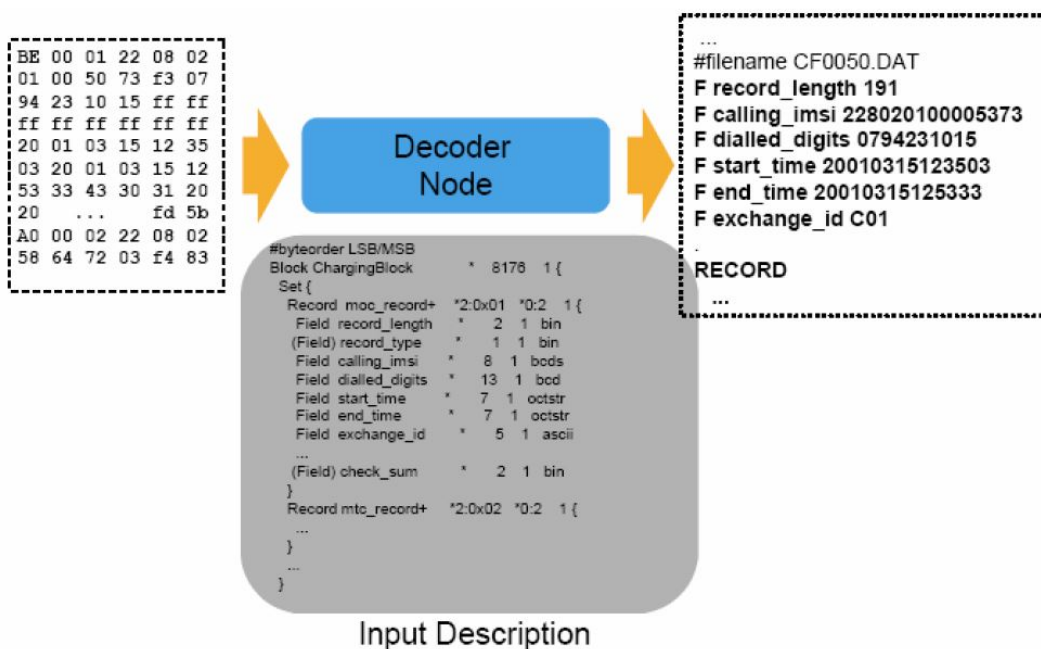 BE 00 01 22 08 02
01 00 50 73 f3 07
94 23 10 15 ff ff
ff ff ff ff ff ff
20 01 03 15 12 35
03 20 01 03 15 12
53 33 43 30 31 20
20 ... fd 5b
A0 00 02 22 08 02
58 64 72 03 f4 83
Decoder
Node
...
#filename CF0050.DAT
F record_length 191
F calling_imsi 228020100005373
F dialled_digits 0794231015
F start_time 20010315123503
F end_time 20010315125333
F exchange_id C01
.
RECORD
...
#byteorder LSB/MSB
Block ChargingBlock * 8176 1 {
Set {
Record moc_record+ *2:0x01 *0:2 1 {
Field record_length * 2 1 bin
(Field) record_type * 1 1 bin
Field calling_imsi * 8 1 bcds
Field dialled_digits * 13 1 bcd
Field start_time * 7 1 octstr
Field end_time * 7 1 octstr
Field exchange_id * 5 1 ascii
...
(Field) check_sum * 2 1 bin
}
Record mtc_record+ *2:0x02 *0:2 1 {
...
}
...
}
Input Description